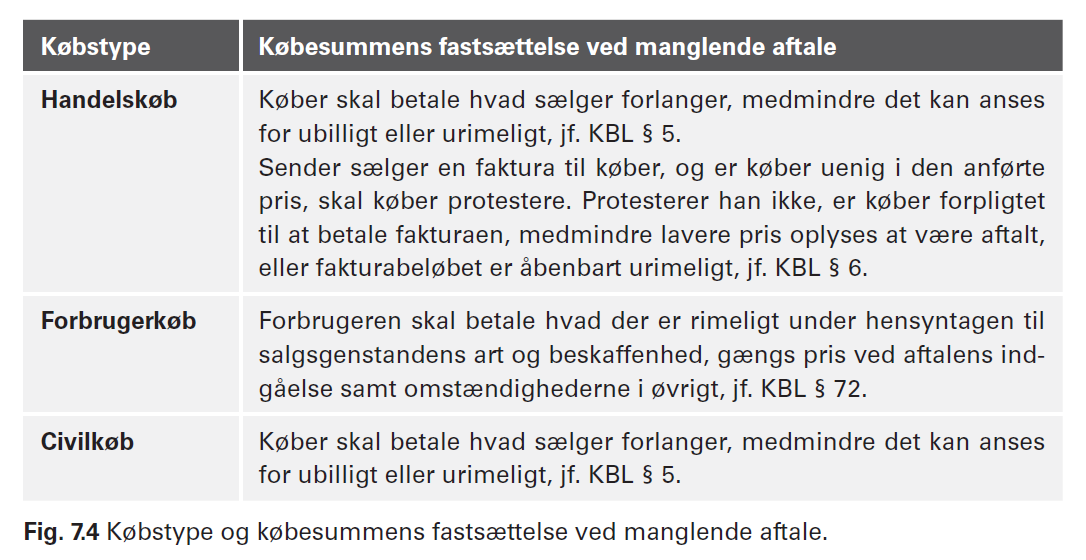 Købstype Købesummens fastsættelse ved manglende aftale
Handelskøb Køber skal betale hvad sælger forlanger, medmindre det kan anses
for ubilligt eller urimeligt, jf. KBL § 5.
Sender sælger en faktura til køber, og er køber uenig i den anførte
pris, skal køber protestere. Protesterer han ikke, er køber forpligtet
til at betale fakturaen, medmindre lavere pris oplyses at være aftalt,
eller fakturabeløbet er åbenbart urimeligt, jf. KBL § 6.
Forbrugerkøb Forbrugeren skal betale hvad der er rimeligt under hensyntagen til
salgsgenstandens art og beskaffenhed, gængs pris ved aftalens ind-
gåelse samt omstændighederne i øvrigt, jf. KBL § 72.
Civilkøb Køber skal betale hvad sælger forlanger, medmindre det kan anses
for ubilligt eller urimeligt, jf. KBL § 5.
Fig. 7.4 Købstype og købesummens fastsættelse ved manglende aftale.